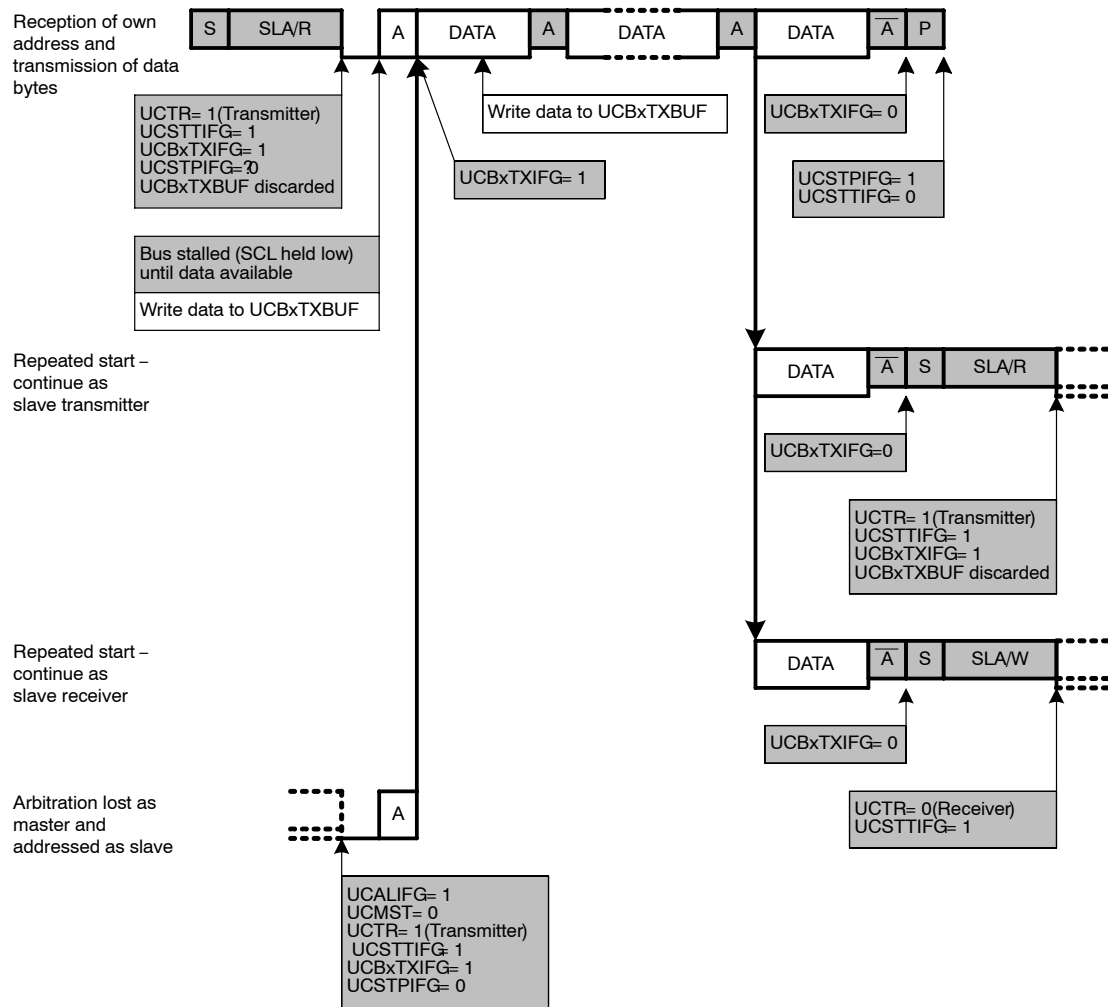 Reception of own
address and
transmission of data
bytes
S SLA/R A DATA A DATA A DATA A P
UCTR= 1(Transmitter)
UCSTTIFG= 1
UCBxTXIFG= 1
UCSTPIFG=?0
UCBxTXBUF discarded
Write data to UCBxTXBUF
UCBxTXIFG= 1
UCBxTXIFG= 0
UCSTPIFG= 1
UCSTTIFG= 0
Bus stalled (SCL held low)
until data available
Write data to UCBxTXBUF
Repeated start –
continue as
slave transmitter
DATA A S SLA/R
UCBxTXIFG=0
UCTR= 1(Transmitter)
UCSTTIFG= 1
UCBxTXIFG= 1
UCBxTXBUF discarded
Repeated start –
continue as
slave receiver
DATA A S SLA/W
UCBxTXIFG= 0
UCTR= 0(Receiver)
UCSTTIFG= 1
Arbitration lost as
master and
addressed as slave
A
UCALIFG= 1
UCMST= 0
UCTR= 1(Transmitter)
UCSTTIFG= 1
UCBxTXIFG= 1
UCSTPIFG= 0